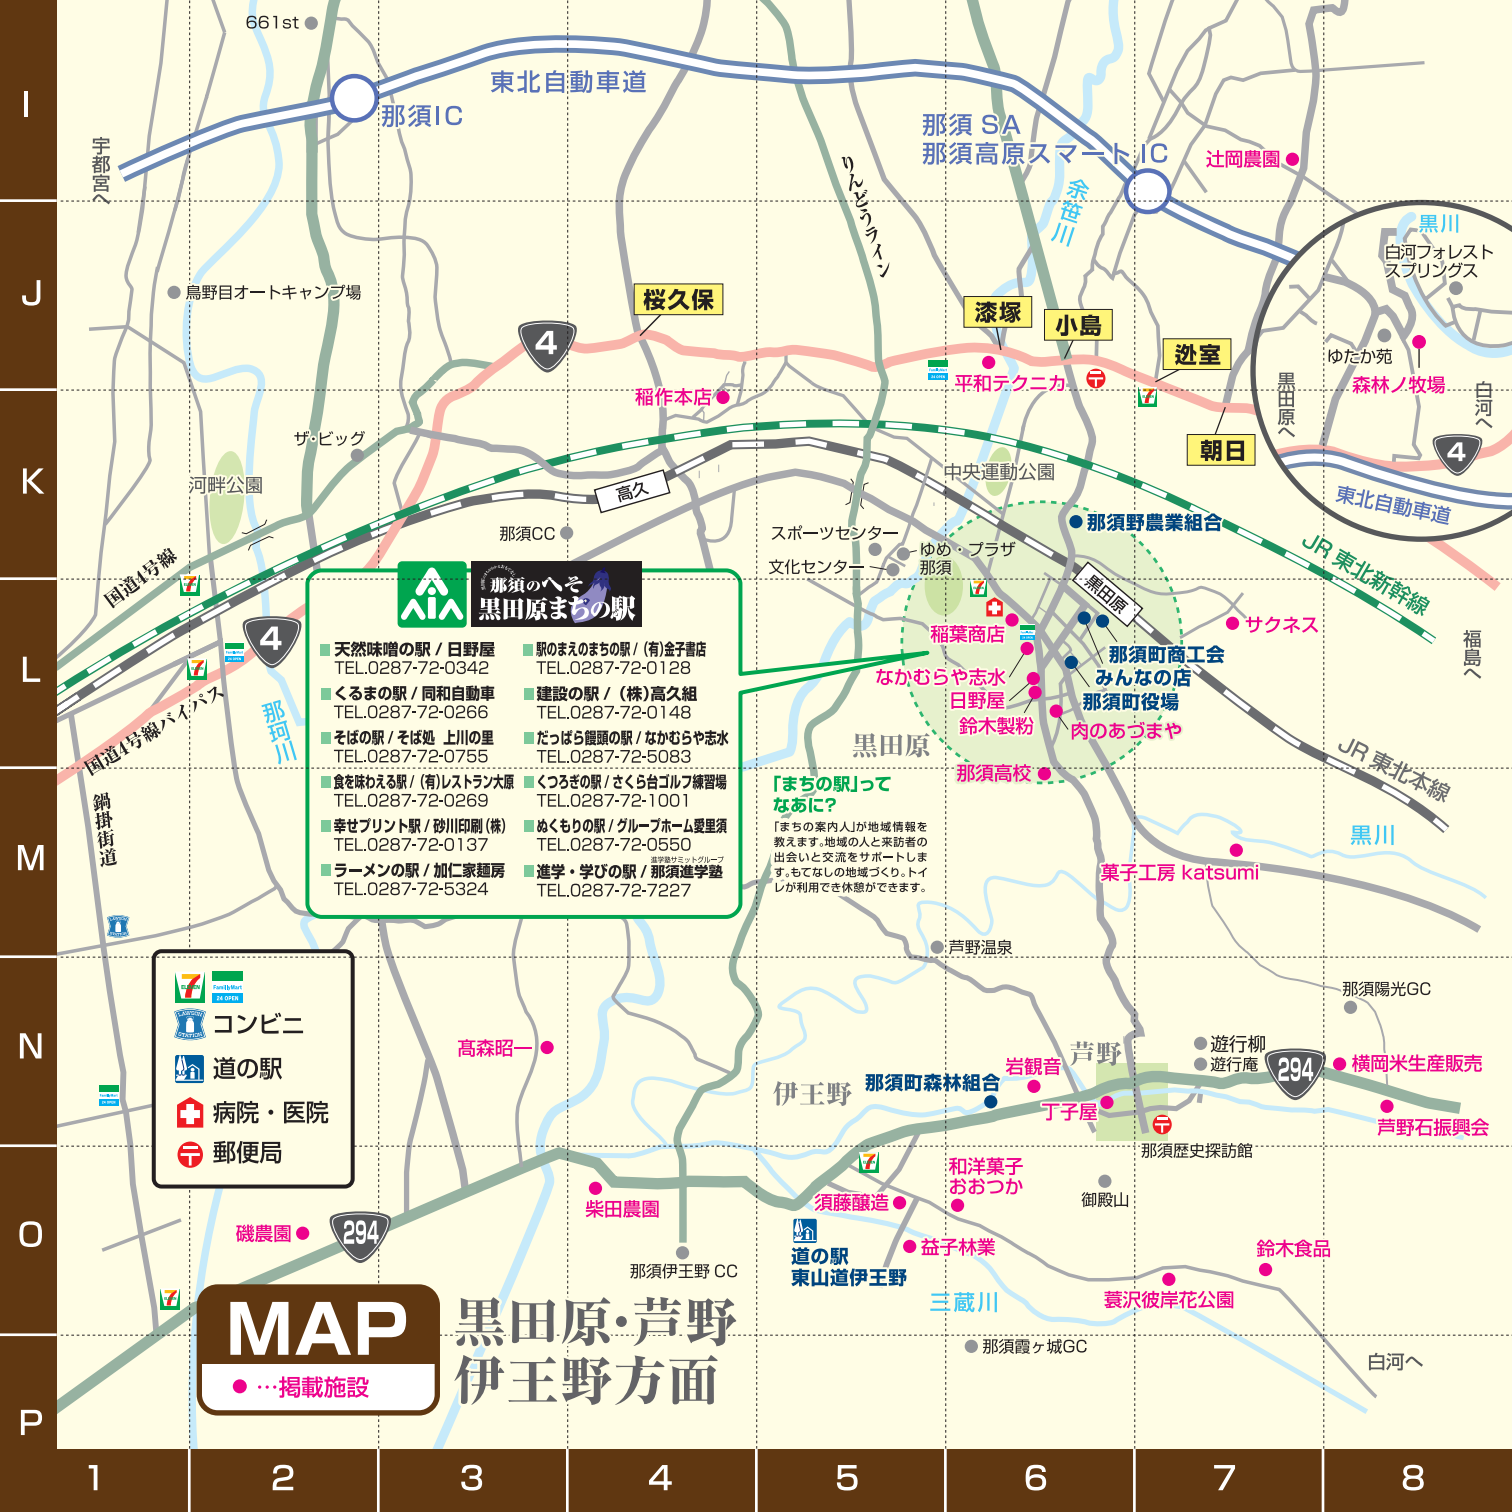 661st
那須IC
東北自動車道
那須 SA
那須高原スマート IC
辻岡農園
宇都宮へ
りんどうライン
余笹川
黒川
白河フォレスト
スプリングス
ゆたか苑
森林ノ牧場
黒田原へ
白河へ
4
東北自動車道
鳥野目オートキャンプ場
桜久保
漆塚
小島
逃室
朝日
4
平和テクニカ
稲作本店
ザ・ビッグ
河畔公園
高久
那須CC
中央運動公園
スポーツセンター
文化センター
ゆめ・プラザ
那須
那須野農業組合
JR 東北新幹線
国道4号線
4
国道4号線バイパス
那珂川
鍋掛街道
那須のへそ
黒田原まちの駅
天然味噌の駅 / 日野屋
TEL.0287-72-0342
くるまの駅 / 同和自動車
TEL.0287-72-0266
そばの駅 / そば処 上川の里
TEL.0287-72-0755
食を味わえる駅 / (有)レストラン大原
TEL.0287-72-0269
幸せプリント駅 / 砂川印刷(株)
TEL.0287-72-0137
ラーメンの駅 / 加仁家麺房
TEL.0287-72-5324
駅のまえのまちの駅 / (有)金子書店
TEL.0287-72-0128
建設の駅 / (株)高久組
TEL.0287-72-0148
だっぱら饅頭の駅 / なかむらや志水
TEL.0287-72-5083
くつろぎの駅 / さくら台ゴルフ練習場
TEL.0287-72-1001
ぬくもりの駅 / グループホーム愛里須
TEL.0287-72-0550
進学塾サミットグループ
進学・学びの駅 / 那須進学塾
TEL.0287-72-7227
黒田原
稲葉商店
なかむらや志水
日野屋
鈴木製粉
那須町商工会
みんなの店
那須町役場
肉のあづまや
那須高校
サクネス
福島へ
黒田原
JR 東北本線
黒川
菓子工房 katsumi
「まちの駅」って
なあに?
「まちの案内人」が地域情報を
教えます。地域の人と来訪者の
出会いと交流をサポートしま
す。もてなしの地域づくり。トイ
レが利用でき休憩ができます。
芦野温泉
那須陽光GC
7
ELEVEN
FamilyMart
24 OPEN
LAWSON
STATION
コンビニ
道の駅
病院・医院
郵便局
髙森昭一
伊王野
芦野
岩観音
那須町森林組合
丁子屋
遊行柳
遊行庵
294
横岡米生産販売
芦野石振興会
那須歴史探訪館
御殿山
和洋菓子
おおつか
須藤醸造
益子林業
道の駅
東山道伊王野
柴田農園
磯農園
294
那須伊王野 CC
三蔵川
鈴木食品
蓑沢彼岸花公園
那須霞ヶ城GC
白河へ
MAP
●…掲載施設
黒田原・芦野
伊王野方面
I
J
K
L
M
N
O
P
1 2 3 4 5 6 7 8